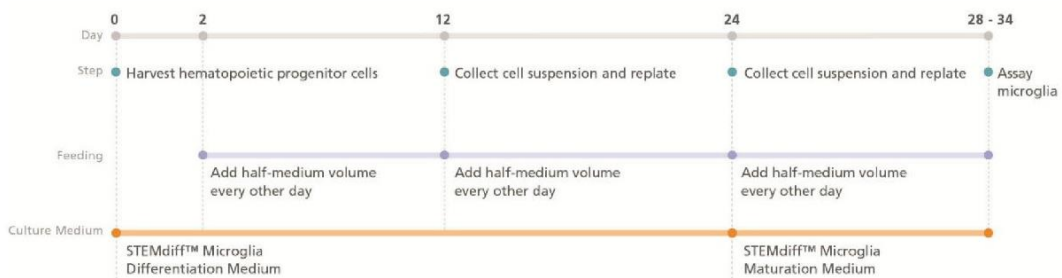 0 2 12 24 28 - 34
Day
Step
Harvest hematopoietic progenitor cells
Collect cell suspension and replate
Collect cell suspension and replate
Assay
microglia
Feeding
Add half-medium volume
every other day
Add half-medium volume
every other day
Add half-medium volume
every other day
Culture Medium
STEMdiff™ Microglia
Differentiation Medium
STEMdiff™ Microglia
Maturation Medium